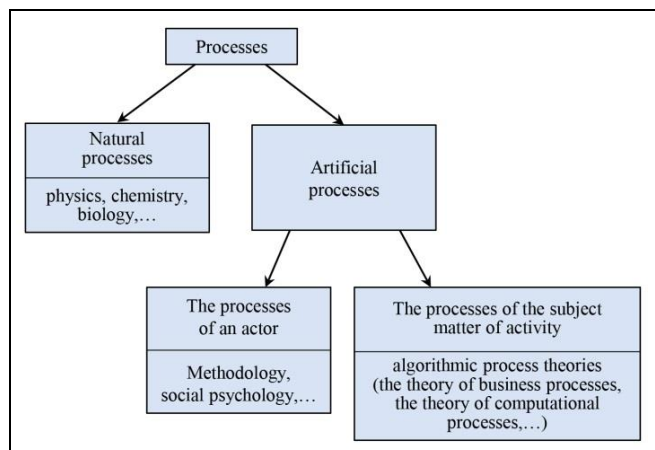 Processes
Natural
processes
physics, chemistry,
biology,...
Artificial
processes
The processes
of an actor
Methodology,
social psychology,...
The processes of the subject
matter of activity
algorithmic process theories
(the theory of business processes,
the theory of computational
processes,...)